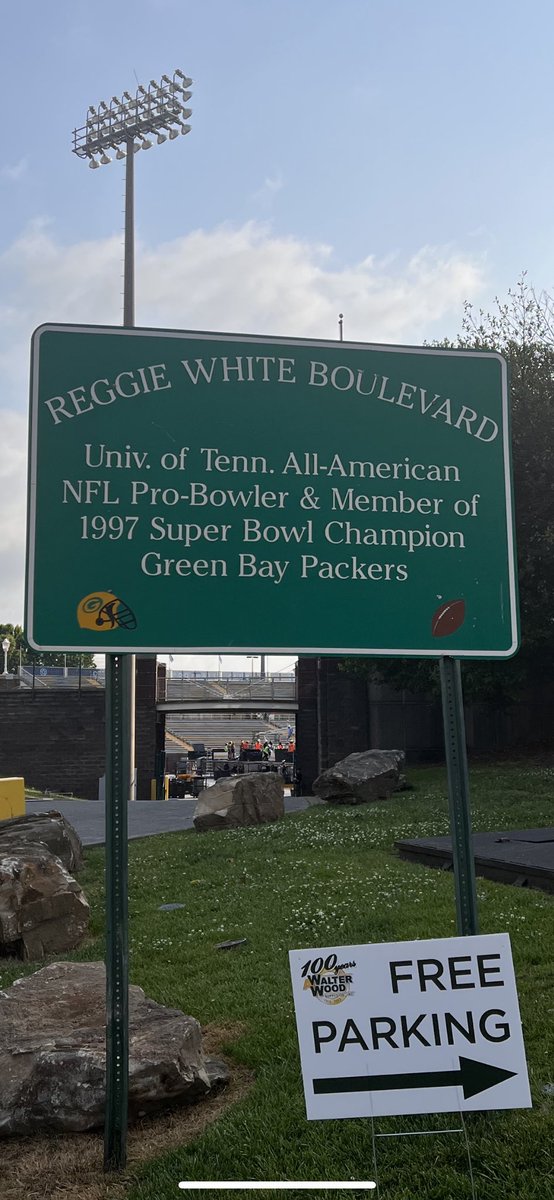 REGGIE WHITE BOULEVARD
Univ. of Tenn. All-American
NFL Pro-Bowler & Member of
1997 Super Bowl Champion
Green Bay Packers
G
100 years
WALTER
WOOD
FREE
PARKING